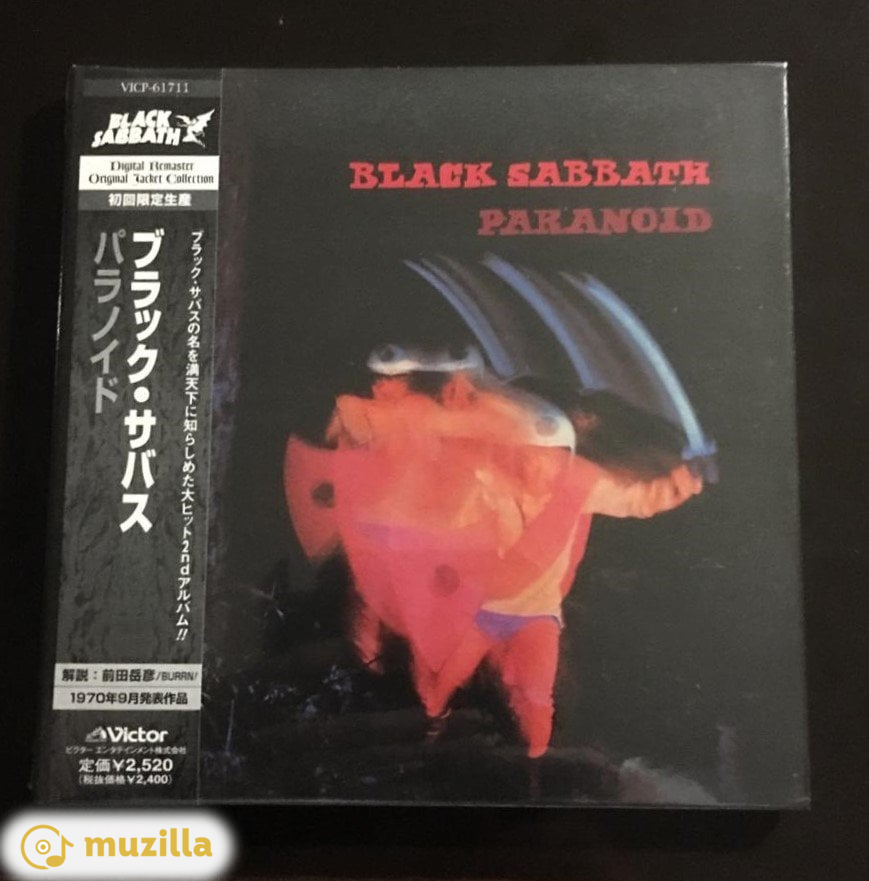 VICP-61711
BLACK
SABBATH
Digital Remaster
Original Jacket Collection
初回限定生産
ブラック・サバス
パラノイド
ブラック・サバスの名を満天下に知らしめた大ヒット2ndアルバム!!
解説:前田岳彦/BURRN!
1970年9月発表作品
Victor
ビクター エンタテインメント株式会社
定価¥2,520
(税抜価格¥2,400)
BLACK SABBATH
PARANOID
muzilla